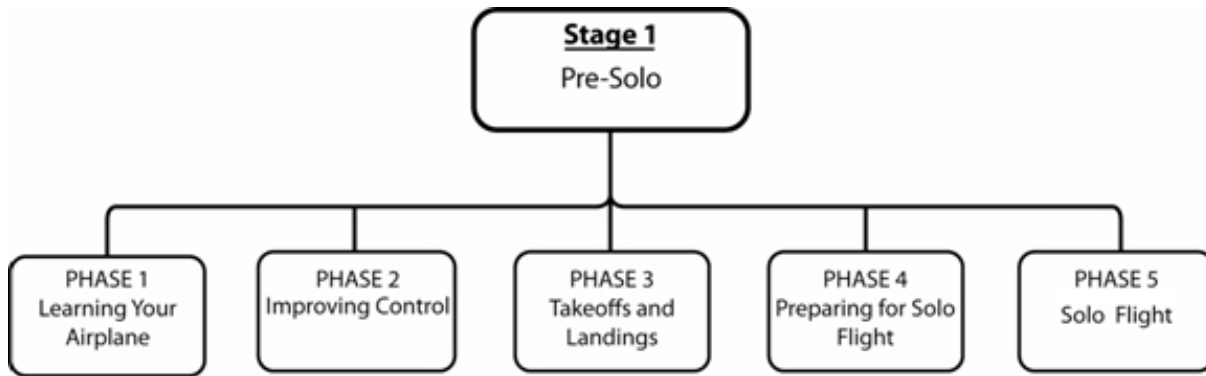 Stage 1
Pre-Solo
PHASE 1
Learning Your
Airplane
PHASE 2
Improving Control
PHASE 3
Takeoffs and
Landings
PHASE 4
Preparing for Solo
Flight
PHASE 5
Solo Flight